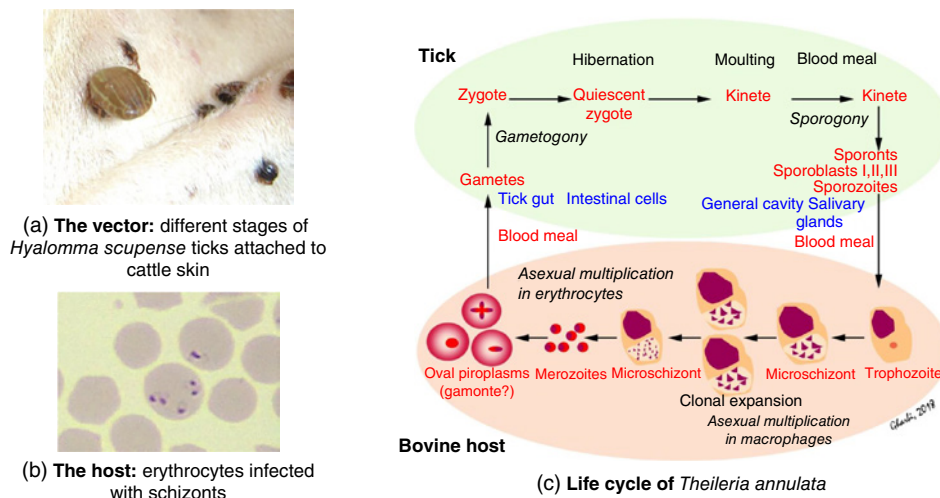 (a) The vector: different stages of
Hyalomma scupense ticks attached to
cattle skin
(b) The host: erythrocytes infected
with schizonts
Tick
Hibernation
Moulting
Blood meal
Zygote
Quiescent
zygote
Kinete
Kinete
Gametogony
Sporogony
Gametes
Sporonts
Sporoblasts I,II,III
Sporozoites
Tick gut
Intestinal cells
General cavity Salivary
glands
Blood meal
Blood meal
Asexual multiplication
in erythrocytes
Oval piroplasms
(gamonte?)
Merozoites
Microschizont
Microschizont
Trophozoite
Clonal expansion
Asexual multiplication
in macrophages
Bovine host
Gharbi, 2018
(c) Life cycle of Theileria annulata